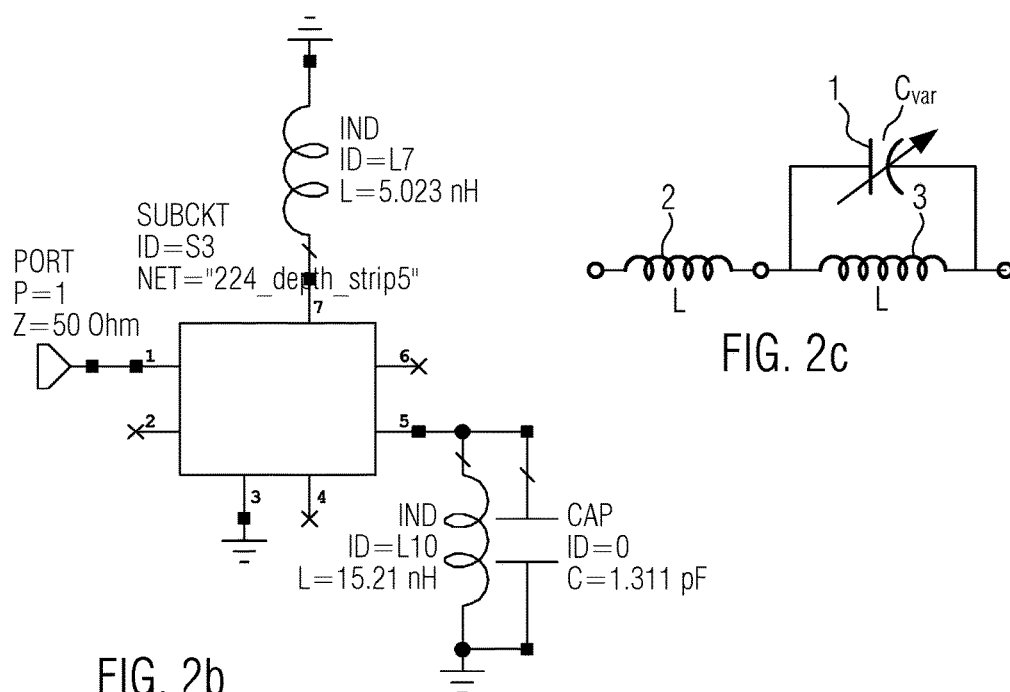 IND
ID=L7
L=5.023 nH
SUBCKT
ID=S3
NET="224_depth_strip5"
PORT
P=1
Z=50 Ohm
7
1
6
2
5
3
4
IND
ID=L10
L=15.21 nH
CAP
ID=0
C=1.311 pF
FIG. 2b
1
Cvar
2
3
L
L
FIG. 2c